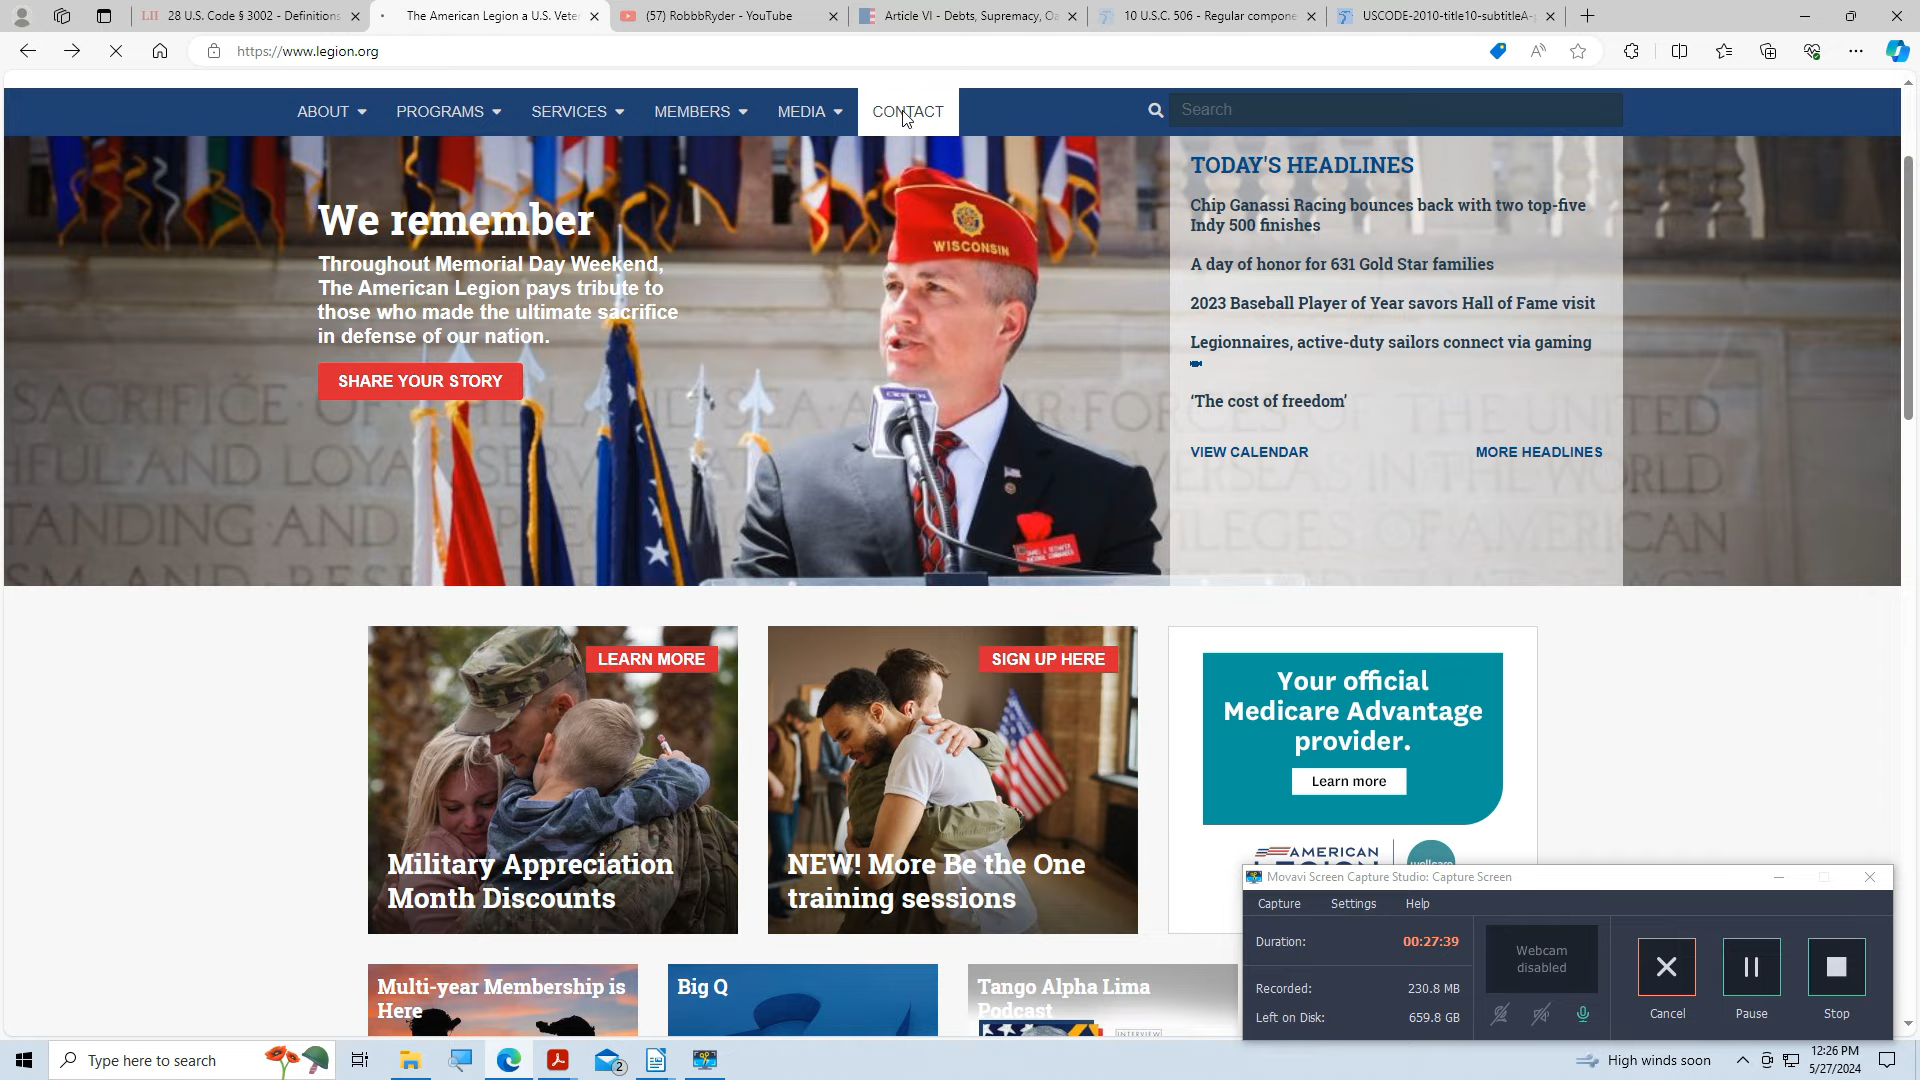 28 U.S. Code § 3002 - Definitions
The American Legion a U.S. Veter
(57) RobbbRyder - YouTube
Article VI - Debts, Supremacy, Oa
10 U.S.C. 506 - Regular compone
USCODE-2010-title10-subtitleA-
https://www.legion.org
ABOUT PROGRAMS SERVICES MEMBERS MEDIA CONTACT
Search
We remember
Throughout Memorial Day Weekend,
The American Legion pays tribute to
those who made the ultimate sacrifice
in defense of our nation.
SHARE YOUR STORY
WISCONSIN
TODAY'S HEADLINES
Chip Ganassi Racing bounces back with two top-five
Indy 500 finishes
A day of honor for 631 Gold Star families
2023 Baseball Player of Year savors Hall of Fame visit
Legionnaires, active-duty sailors connect via gaming
‘The cost of freedom’
VIEW CALENDAR MORE HEADLINES
LEARN MORE
Military Appreciation
Month Discounts
SIGN UP HERE
NEW! More Be the One
training sessions
Your official
Medicare Advantage
provider.
Learn more
AMERICAN
Multi-year Membership is
Here
Big Q
Tango Alpha Lima
Podcast
INTERVIEW
Movavi Screen Capture Studio: Capture Screen
Capture Settings Help
Duration: 00:27:39
Recorded: 230.8 MB
Left on Disk: 659.8 GB
Webcam
disabled
Cancel Pause Stop
Type here to search
2
High winds soon
12:26 PM
5/27/2024